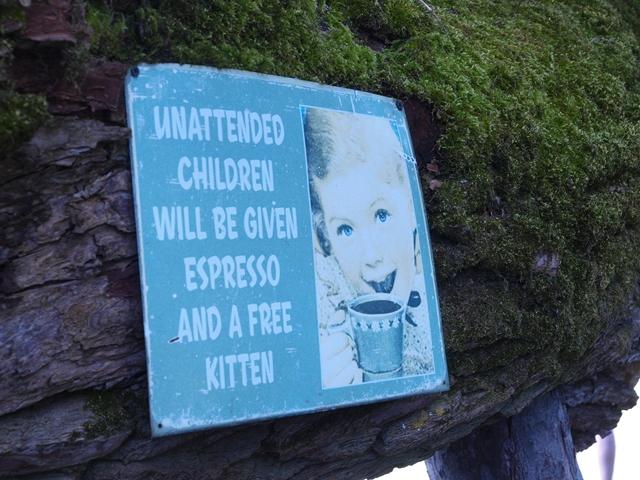 UNATTENDED
CHILDREN
WILL BE GIVEN
ESPRESSO
AND A FREE
KITTEN